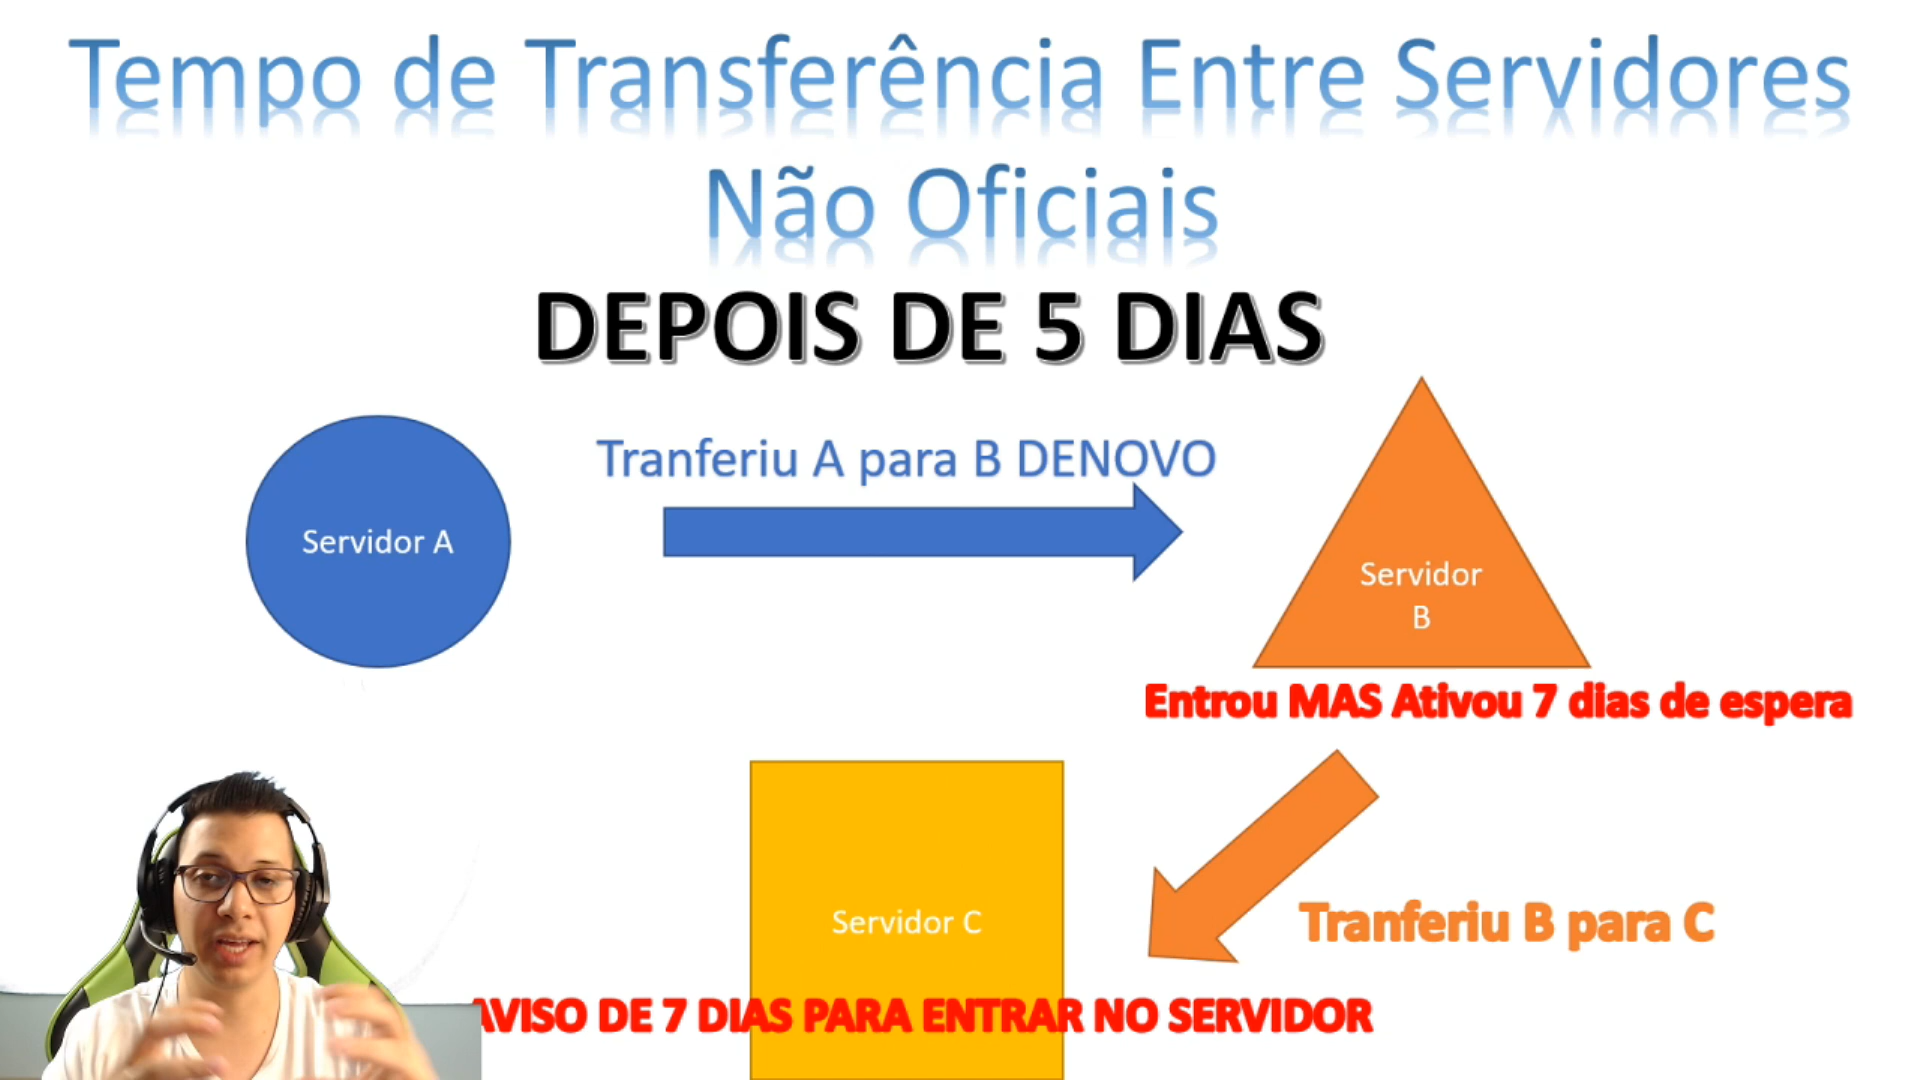 Tempo de Transferência Entre Servidores
Não Oficiais
DEPOIS DE 5 DIAS
Tranferiu A para B DENOVO
Servidor A
Servidor
B
Entrou MAS Ativou 7 dias de espera
Servidor C
Tranferiu B para C
AVISO DE 7 DIAS PARA ENTRAR NO SERVIDOR